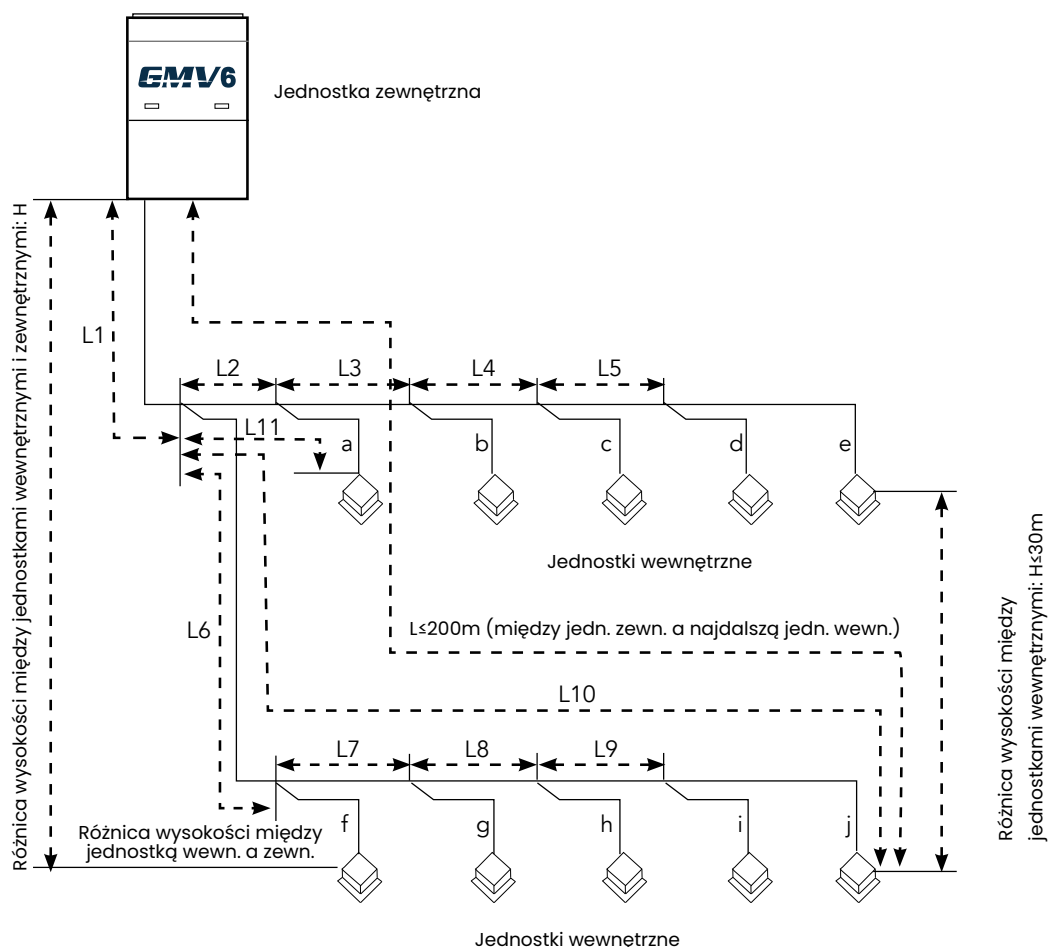 GMV6
Jednostka zewnętrzna
Różnica wysokości między jednostkami wewnętrznymi i zewnętrznymi: H
L1
L2
L3
L4
L5
L11
a
b
c
d
e
Jednostki wewnętrzne
L6
L≤200m (między jedn. zewn. a najdalszą jedn. wewn.)
Różnica wysokości między
jednostkami wewnętrznymi: H≤30m
L10
L7
L8
L9
f
g
h
i
j
Różnica wysokości między
jednostką wewn. a zewn.
Jednostki wewnętrzne